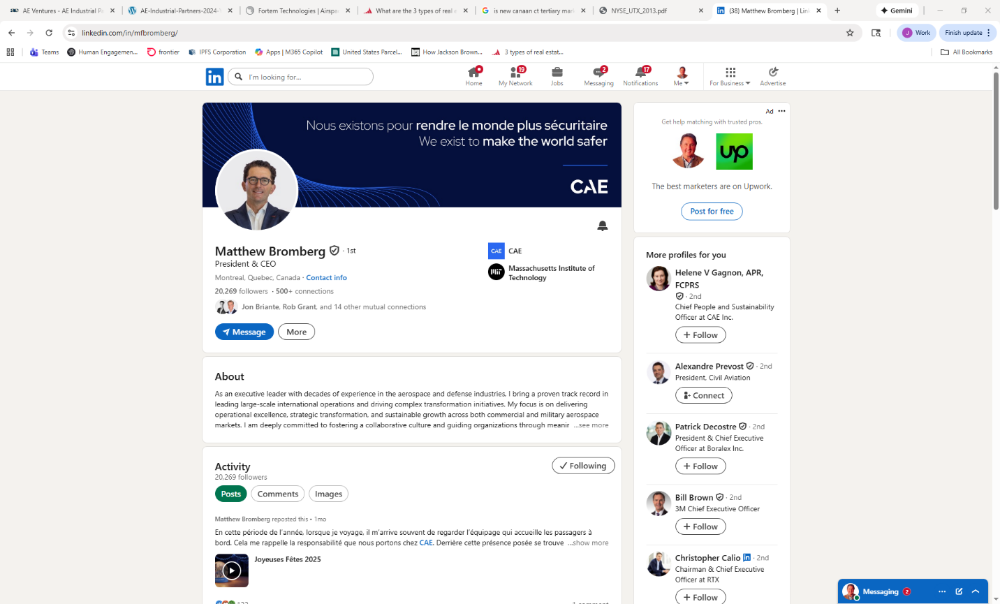 AE Ventures - AE Industrial Pa
AE-Industrial-Partners-2024-
Fortem Technologies | Airspa
What are the 3 types of real e
is new canaan ct tertiary mar
NYSE_UTX_2013.pdf
(38) Matthew Bromberg | Lin
Gemini
linkedin.com/in/mfbromberg/
J Work
Finish update
Teams
Human Engagemen...
frontier
IPFS Corporation
Apps | M365 Copilot
United States Parcel...
How Jackson Brown...
3 types of real estat...
All Bookmarks
in
I'm looking for...
Home
19
My Network
Jobs
2
Messaging
17
Notifications
Me
For Business
Advertise
Nous existons pour rendre le monde plus sécuritaire
We exist to make the world safer
CAE
Matthew Bromberg · 1st
President & CEO
Montreal, Quebec, Canada · Contact info
20,269 followers · 500+ connections
Jon Briante, Rob Grant, and 14 other mutual connections
Message
More
CAE CAE
MIT Massachusetts Institute of
Technology
About
As an executive leader with decades of experience in the aerospace and defense industries, I bring a proven track record in
leading large-scale international operations and driving complex transformation initiatives. My focus is on delivering
operational excellence, strategic transformation, and sustainable growth across both commercial and military aerospace
markets. I am deeply committed to fostering a collaborative culture and guiding organizations through meanir ...see more
Activity
20,269 followers
Following
Posts
Comments
Images
Matthew Bromberg reposted this • 1mo
En cette période de l'année, lorsque je voyage, il m'arrive souvent de regarder l'équipage qui accueille les passagers à
bord. Cela me rappelle la responsabilité que nous portons chez CAE. Derrière cette présence posée se trouve ...show more
Joyeuses Fêtes 2025
Ad
Get help matching with trusted pros.
up
The best marketers are on Upwork.
Post for free
More profiles for you
Helene V Gagnon, APR,
FCPRS
· 2nd
Chief People and Sustainability
Officer at CAE Inc.
+ Follow
Alexandre Prevost · 2nd
President, Civil Aviation
Connect
Patrick Decostre · 2nd
President & Chief Executive
Officer at Boralex Inc.
+ Follow
Bill Brown · 2nd
3M Chief Executive Officer
+ Follow
Christopher Calio in · 2nd
Chairman & Chief Executive
Officer at RTX
+ Follow
Messaging 2